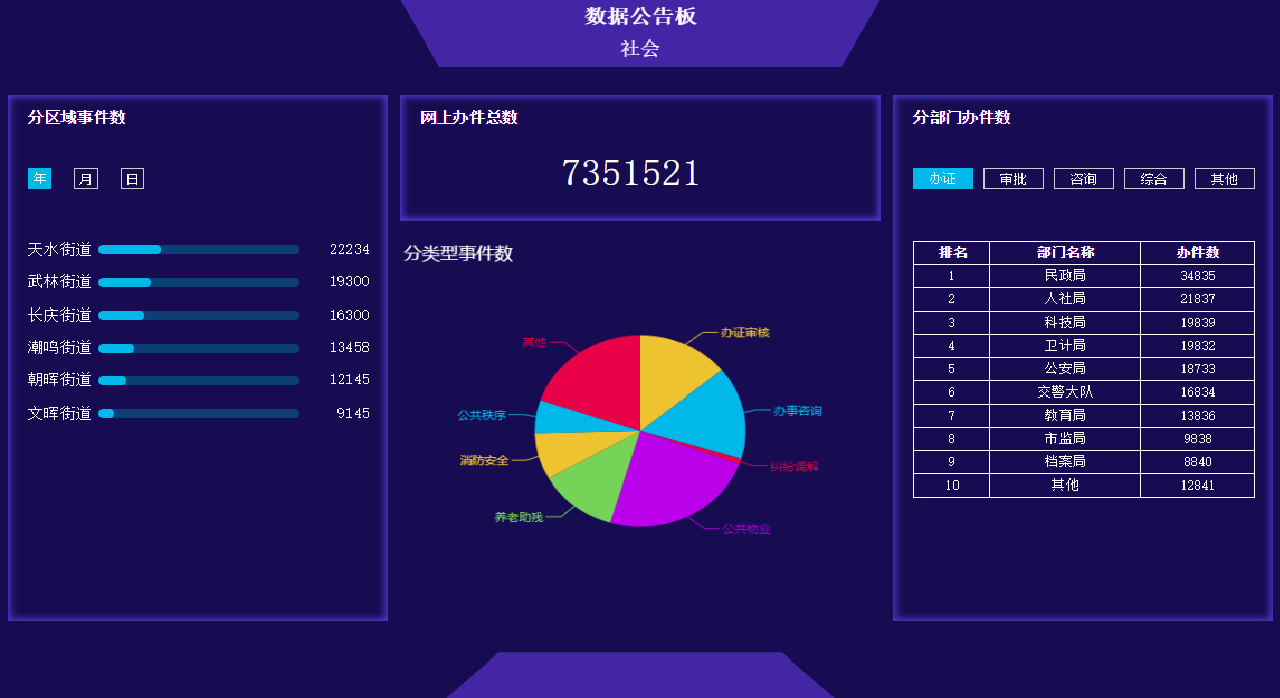 数据公告板
社会
分区域事件数
年 月 日
天水街道 22234
武林街道 19300
长庆街道 16300
潮鸣街道 13458
朝晖街道 12145
文晖街道 9145
网上办件总数
7351521
分类型事件数
办证审核
其他
办事咨询
公共秩序
消防安全
纠纷调解
养老助残
公共物业
分部门办件数
办证 审批 咨询 综合 其他
排名 部门名称 办件数
1 民政局 34835
2 人社局 21837
3 科技局 19839
4 卫计局 19832
5 公安局 18733
6 交警大队 16834
7 教育局 13836
8 市监局 9838
9 档案局 8840
10 其他 12841